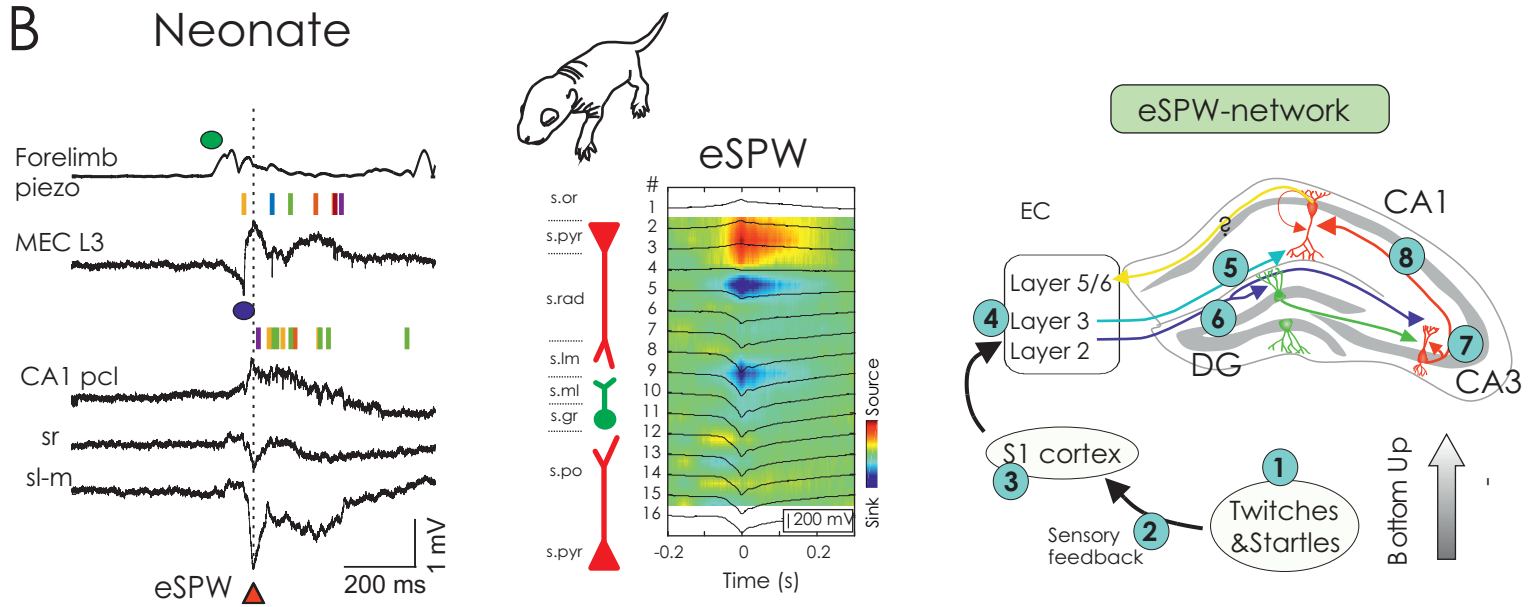 B
Neonate
Forelimb
piezo
MEC L3
CA1 pcl
sr
sl-m
eSPW
200 ms
1 mV
eSPW
#
s.or
s.pyr
s.rad
s.lm
s.ml
s.gr
s.po
s.pyr
1
2
3
4
5
6
7
8
9
10
11
12
13
14
15
16
200 mV
-0.2
0
0.2
Time (s)
Sink
Source
eSPW-network
EC
CA1
?
Layer 5/6
Layer 3
Layer 2
4
5
6
8
7
DG
CA3
S1 cortex
3
1
Twitches
&Startles
2
Sensory
feedback
Bottom Up